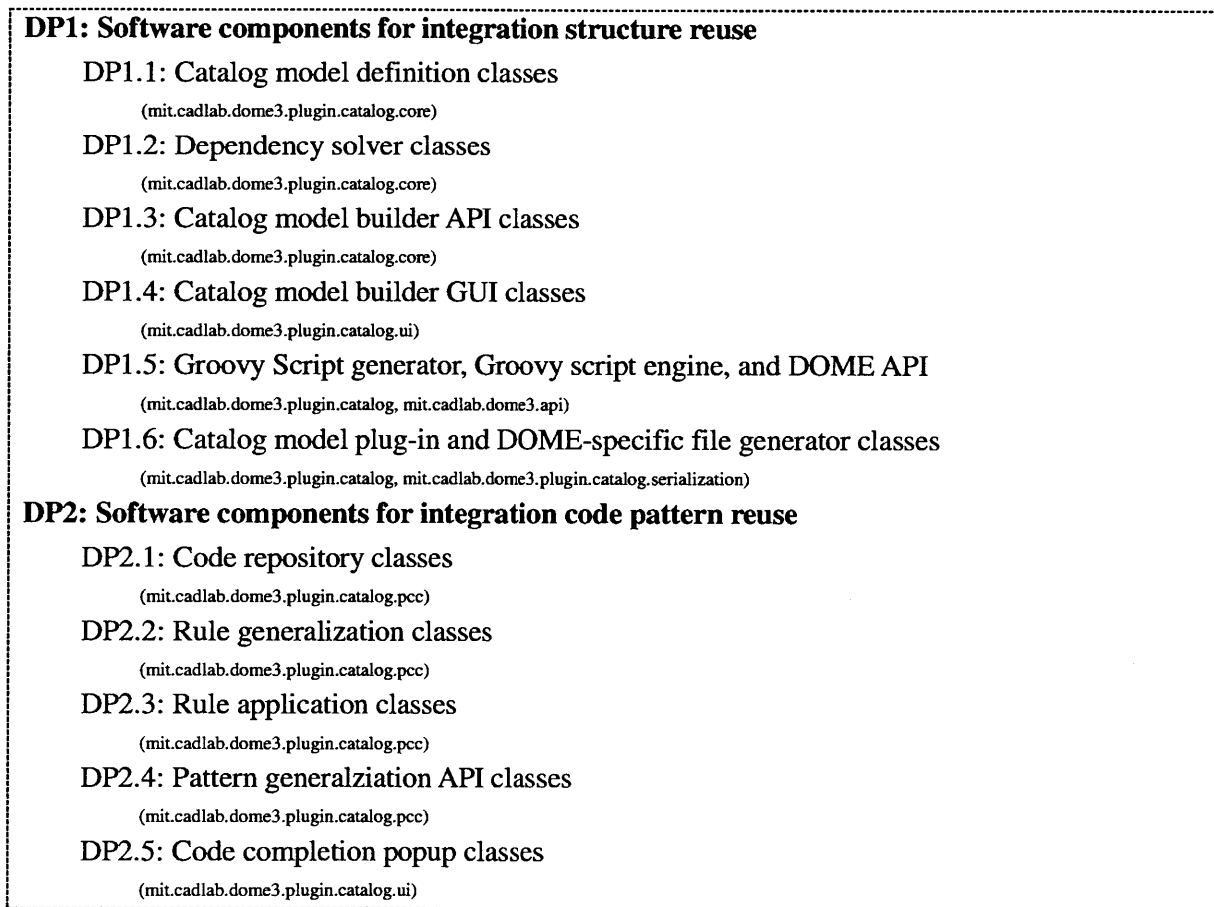 DP1: Software components for integration structure reuse
DP1.1: Catalog model definition classes
(mit.cadlab.dome3.plugin.catalog.core)
DP1.2: Dependency solver classes
(mit.cadlab.dome3.plugin.catalog.core)
DP1.3: Catalog model builder API classes
(mit.cadlab.dome3.plugin.catalog.core)
DP1.4: Catalog model builder GUI classes
(mit.cadlab.dome3.plugin.catalog.ui)
DP1.5: Groovy Script generator, Groovy script engine, and DOME API
(mit.cadlab.dome3.plugin.catalog, mit.cadlab.dome3.api)
DP1.6: Catalog model plug-in and DOME-specific file generator classes
(mit.cadlab.dome3.plugin.catalog, mit.cadlab.dome3.plugin.catalog.serialization)
DP2: Software components for integration code pattern reuse
DP2.1: Code repository classes
(mit.cadlab.dome3.plugin.catalog.pcc)
DP2.2: Rule generalization classes
(mit.cadlab.dome3.plugin.catalog.pcc)
DP2.3: Rule application classes
(mit.cadlab.dome3.plugin.catalog.pcc)
DP2.4: Pattern generalziation API classes
(mit.cadlab.dome3.plugin.catalog.pcc)
DP2.5: Code completion popup classes
(mit.cadlab.dome3.plugin.catalog.ui)